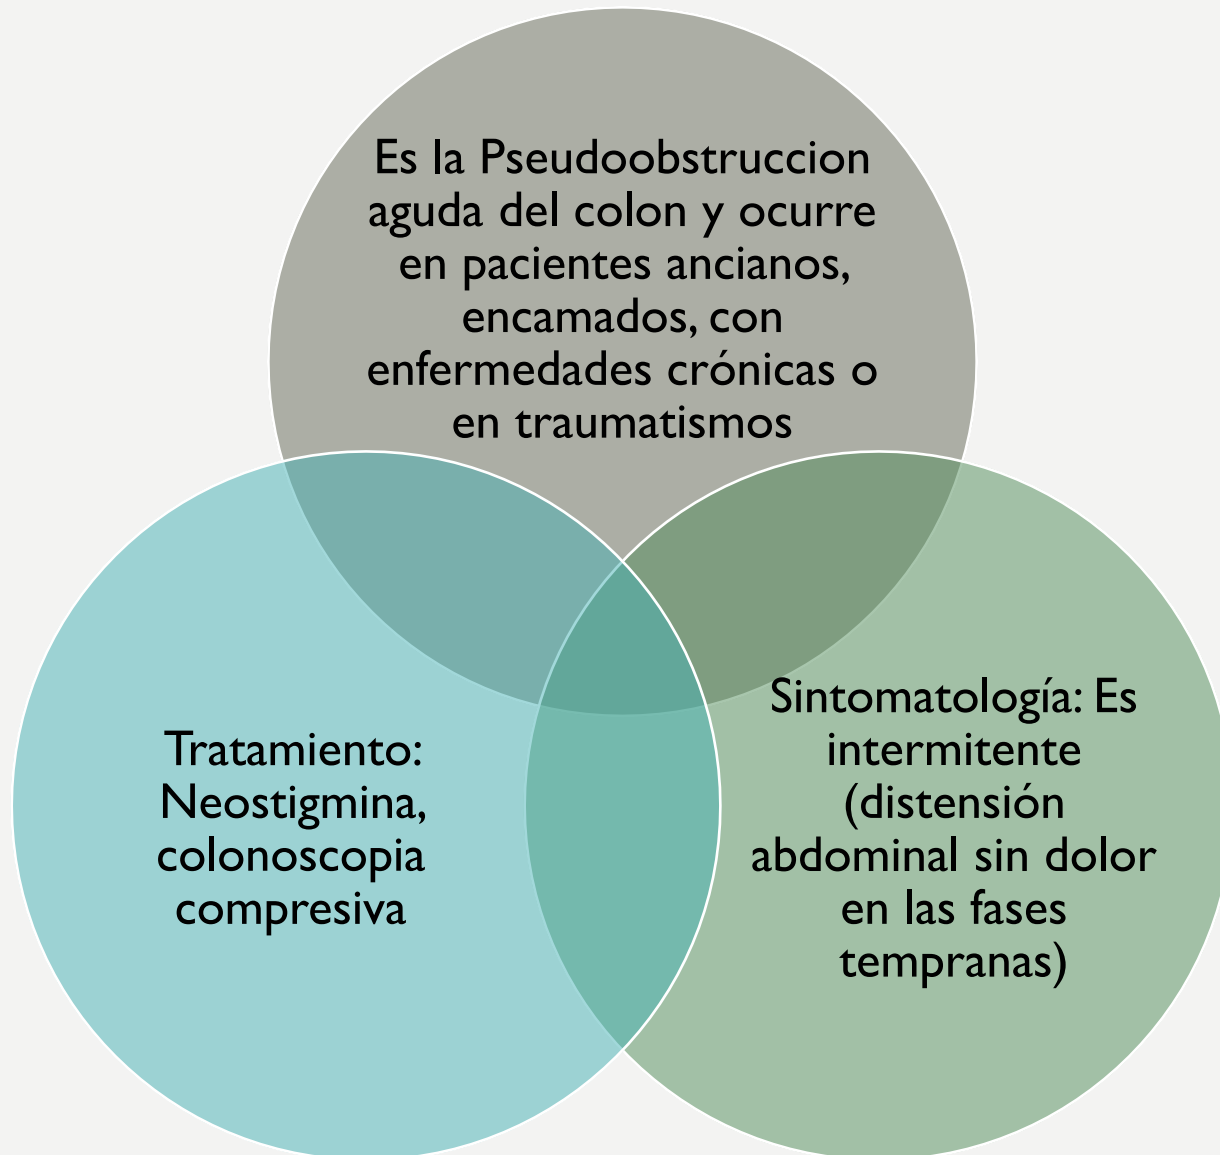 Es la Pseudoobstruccion
aguda del colon y ocurre
en pacientes ancianos,
encamados, con
enfermedades crónicas o
en traumatismos
Tratamiento:
Neostigmina,
colonoscopia
compresiva
Sintomatología: Es
intermitente
(distensión
abdominal sin dolor
en las fases
tempranas)